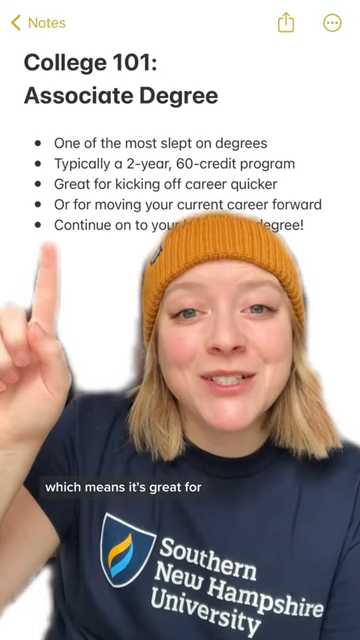 Notes
College 101:
Associate Degree
• One of the most slept on degrees
• Typically a 2-year, 60-credit program
• Great for kicking off career quicker
• Or for moving your current career forward
• Continue on to your degree!
which means it's great for
Southern
New Hampshire
University